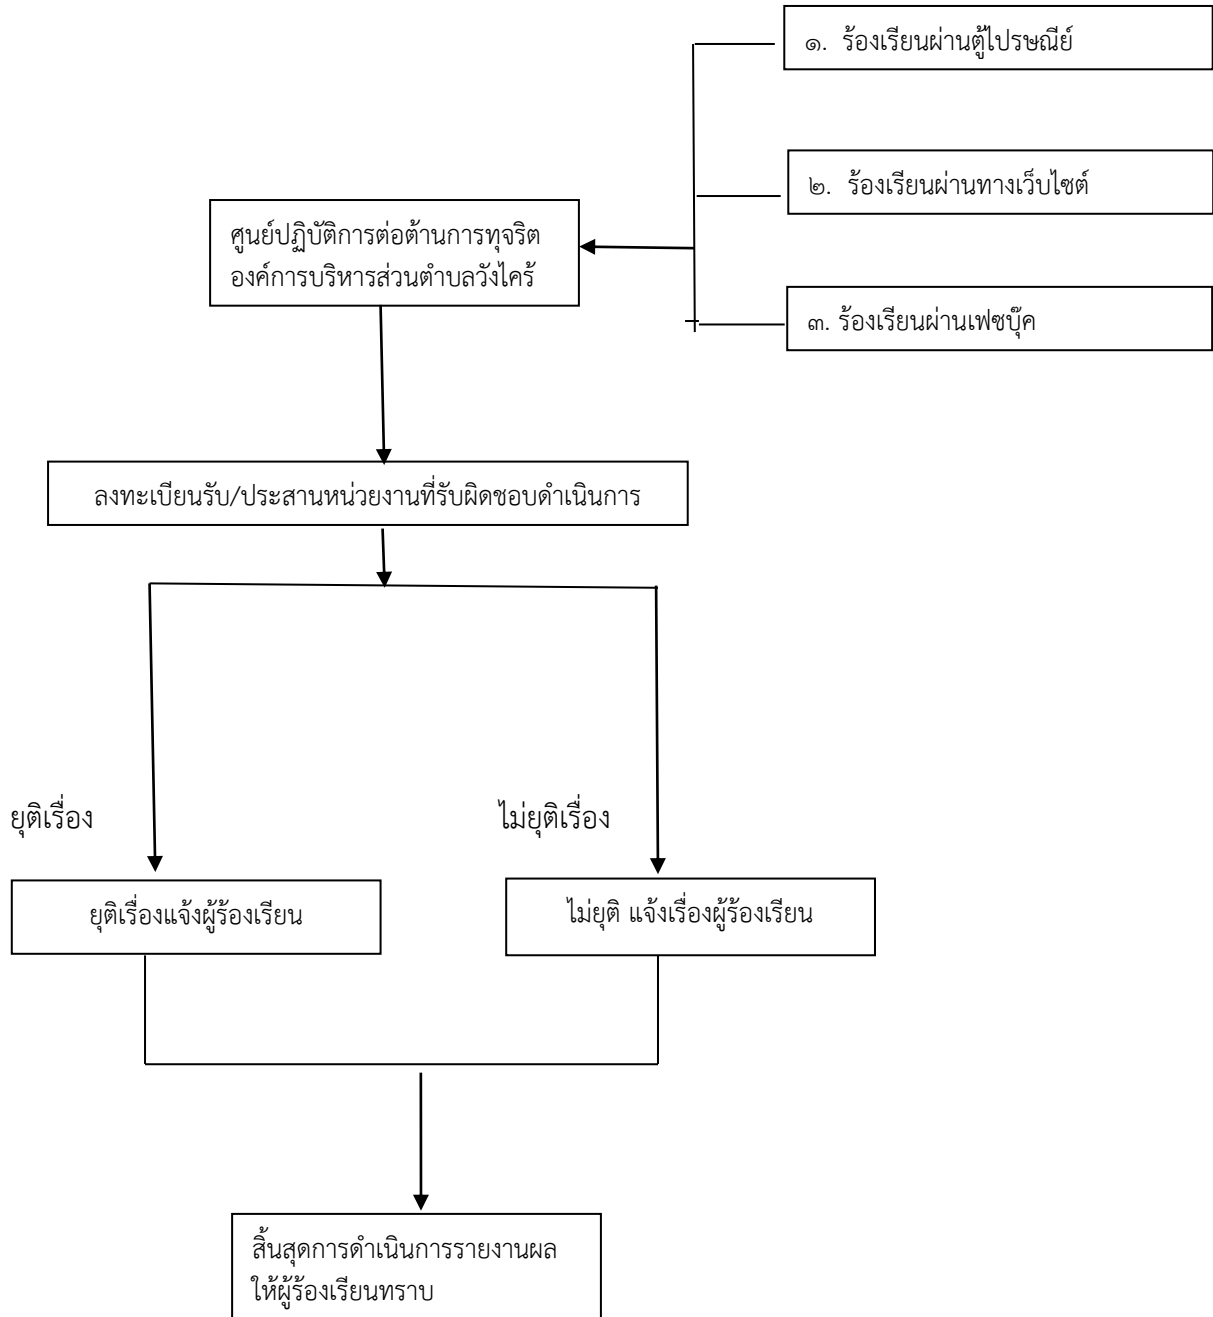 ๑. ร้องเรียนผ่านตู้ไปรษณีย์
๒. ร้องเรียนผ่านทางเว็บไซต์
ศูนย์ปฏิบัติการต่อต้านการทุจริต
องค์การบริหารส่วนตำบลวังไคร้
๓. ร้องเรียนผ่านเฟซบุ๊ค
ลงทะเบียนรับ/ประสานหน่วยงานที่รับผิดชอบดำเนินการ
ยุติเรื่อง
ไม่ยุติเรื่อง
ยุติเรื่องแจ้งผู้ร้องเรียน
ไม่ยุติ แจ้งเรื่องผู้ร้องเรียน
สิ้นสุดการดำเนินการรายงานผล
ให้ผู้ร้องเรียนทราบ